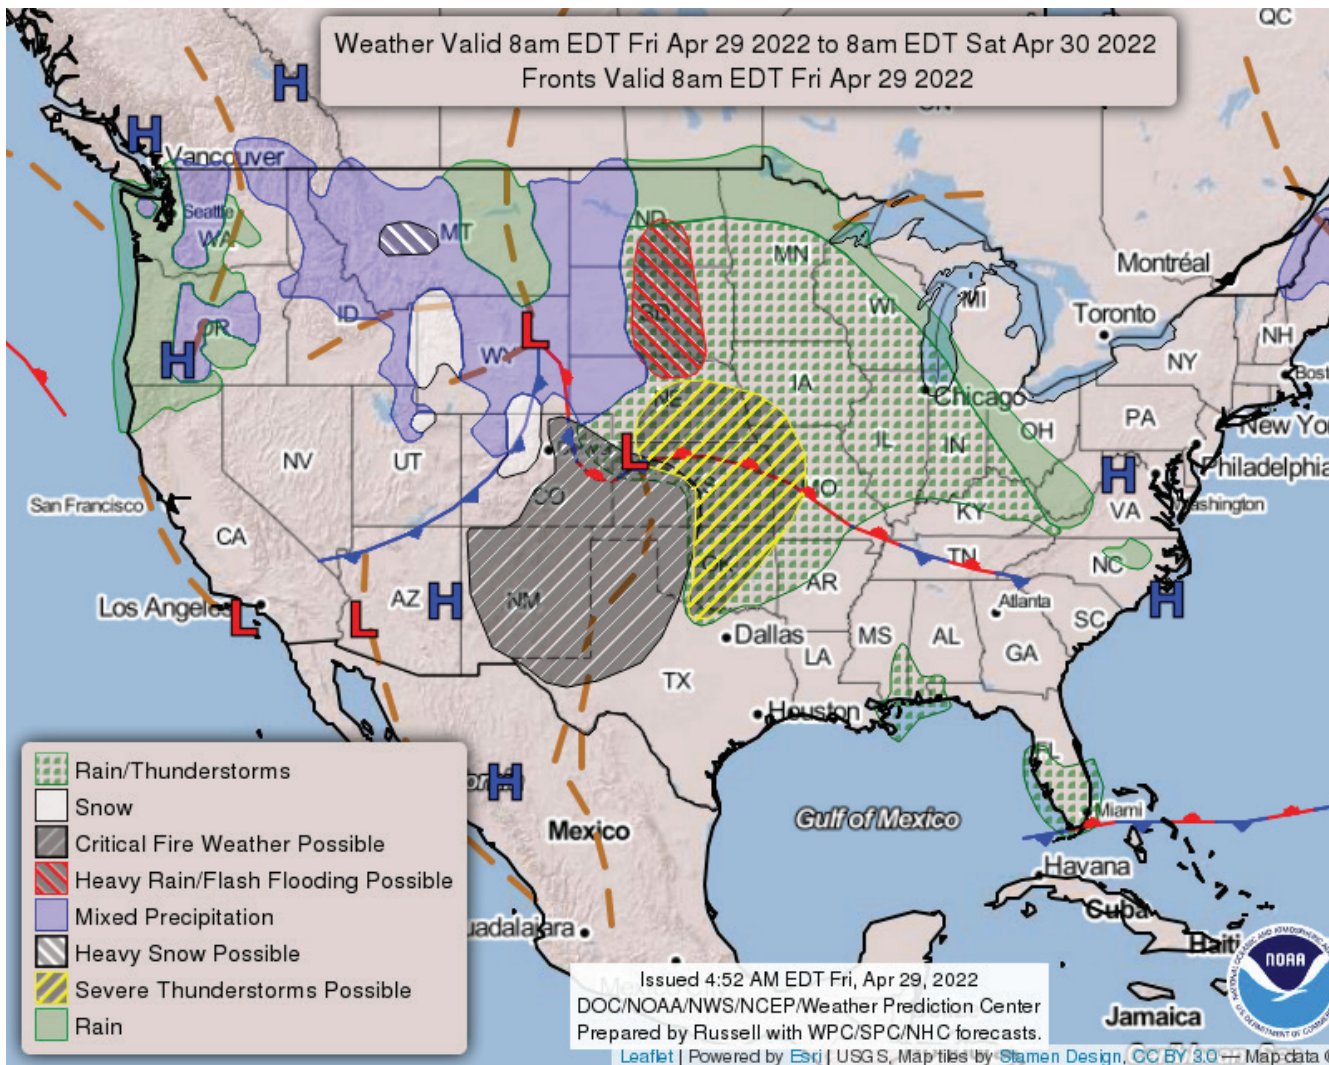 QC
Weather Valid 8am EDT Fri Apr 29 2022 to 8am EDT Sat Apr 30 2022
Fronts Valid 8am EDT Fri Apr 29 2022
H
H
Vancouver
Seattle
WA
MT
ND
MN
Montréal
OR
ID
SD
WI
MI
Toronto
NH
H
WY
L
NY
Bost
IA
Chicago
NE
PA
New Yor
OH
NV
UT
IL
IN
L
Philadelphia
H
CO
MO
San Francisco
KY
VA
Washington
CA
TN
NC
OK
AR
AZ
H
NM
Atlanta
H
Los Angeles
L
L
Dallas
MS
AL
SC
LA
GA
TX
Houston
FL
H
Miami
Mexico
Gulf of Mexico
Havana
Cuba
uadalajara
Haiti
Jamaica
Rain/Thunderstorms
Snow
Critical Fire Weather Possible
Heavy Rain/Flash Flooding Possible
Mixed Precipitation
Heavy Snow Possible
Severe Thunderstorms Possible
Rain
Issued 4:52 AM EDT Fri, Apr 29, 2022
DOC/NOAA/NWS/NCEP/Weather Prediction Center
Prepared by Russell with WPC/SPC/NHC forecasts.
NOAA
Leaflet | Powered by Esri | USGS, Map tiles by Stamen Design, CC BY 3.0 — Map data ©